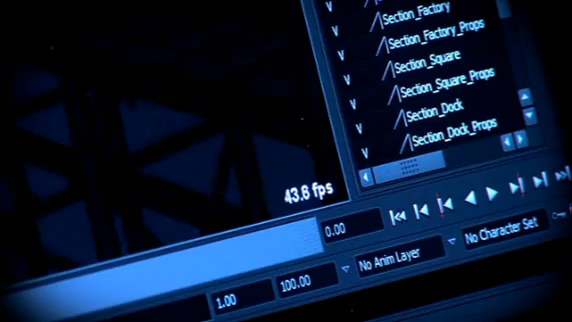 V Section_Factory
V Section_Factory_Props
V Section_Square
V Section_Square_Props
V Section_Dock
V Section_Dock_Props
43.6 fps
0.00
1.00 100.00 No Anim Layer No Character Set